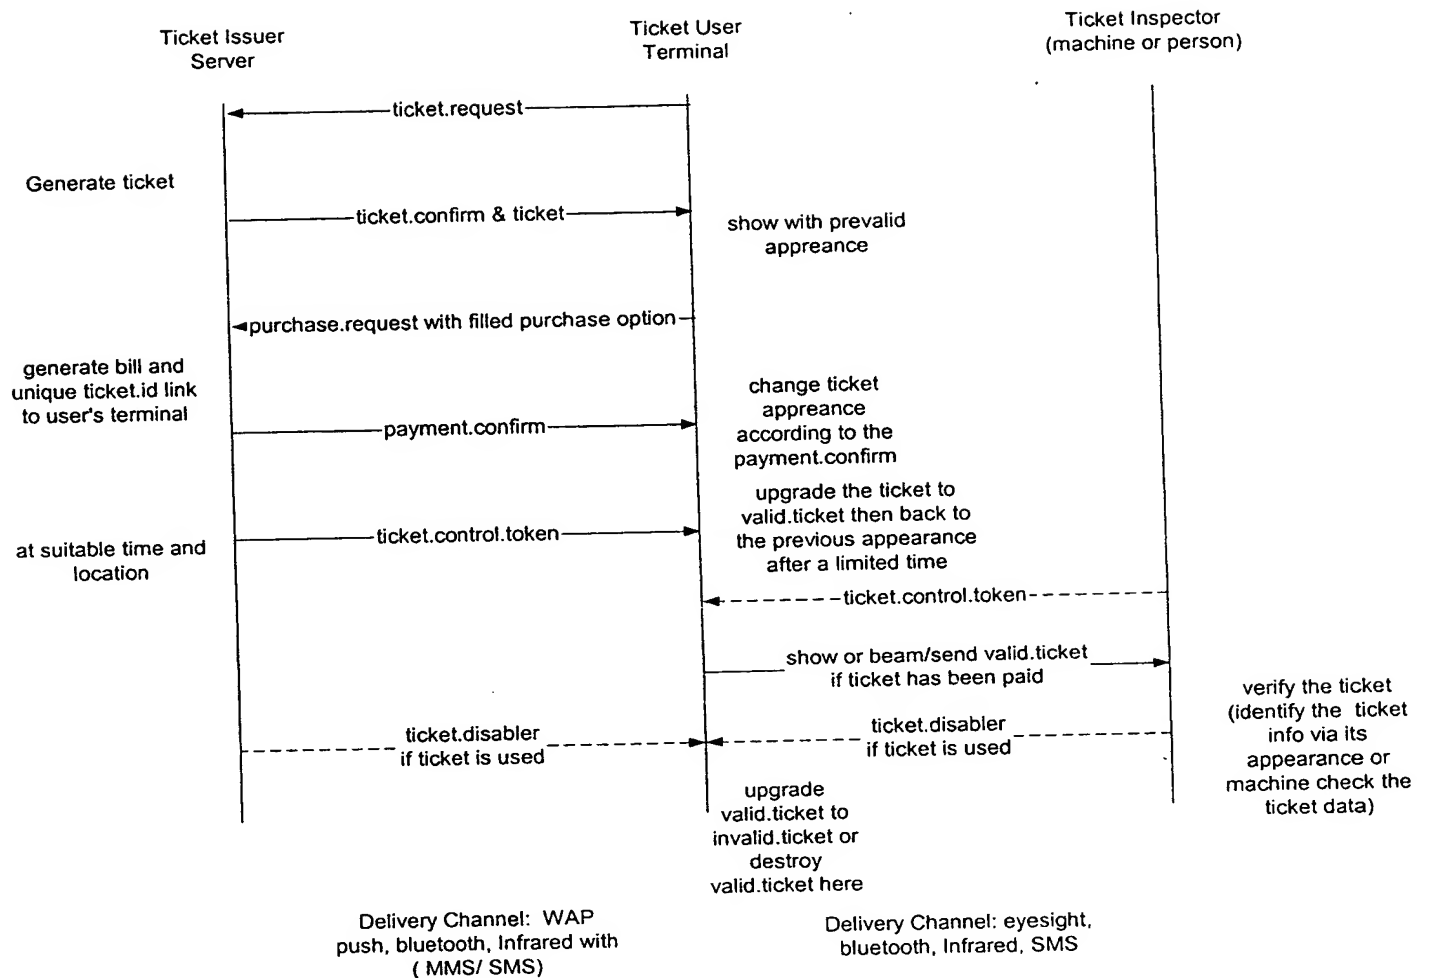 Ticket Issuer
Server
Ticket User
Terminal
Ticket Inspector
(machine or person)
ticket.request
Generate ticket
ticket.confirm & ticket
show with prevalid
appreance
purchase.request with filled purchase option
generate bill and
unique ticket.id link
to user's terminal
payment.confirm
change ticket
appreance
according to the
payment.confirm
upgrade the ticket to
valid.ticket then back to
the previous appearance
after a limited time
ticket.control.token
at suitable time and
location
ticket.control.token
show or beam/send valid.ticket
if ticket has been paid
verify the ticket
(identify the ticket
info via its
appearance or
machine check the
ticket data)
ticket.disabler
if ticket is used
ticket.disabler
if ticket is used
upgrade
valid.ticket to
invalid.ticket or
destroy
valid.ticket here
Delivery Channel: WAP
push, bluetooth, Infrared with
( MMS/ SMS)
Delivery Channel: eyesight,
bluetooth, Infrared, SMS